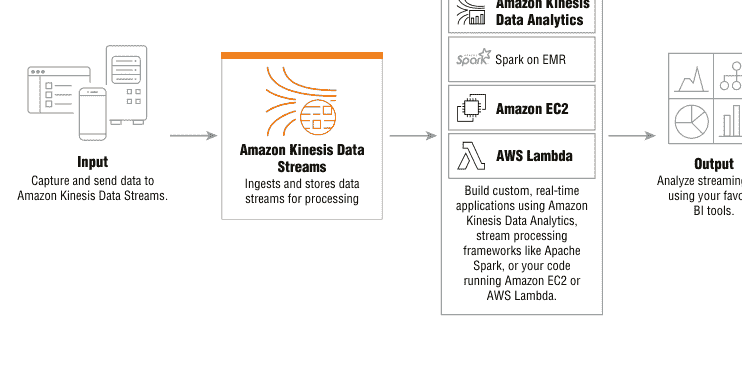 Amazon Kinesis
Data Analytics
Spark
Spark on EMR
Amazon EC2
AWS Lambda
Input
Capture and send data to
Amazon Kinesis Data Streams.
Amazon Kinesis Data
Streams
Ingests and stores data
streams for processing
Build custom, real-time
applications using Amazon
Kinesis Data Analytics,
stream processing
frameworks like Apache
Spark, or your code
running Amazon EC2 or
AWS Lambda.
Output
Analyze streaming
using your favo
BI tools.